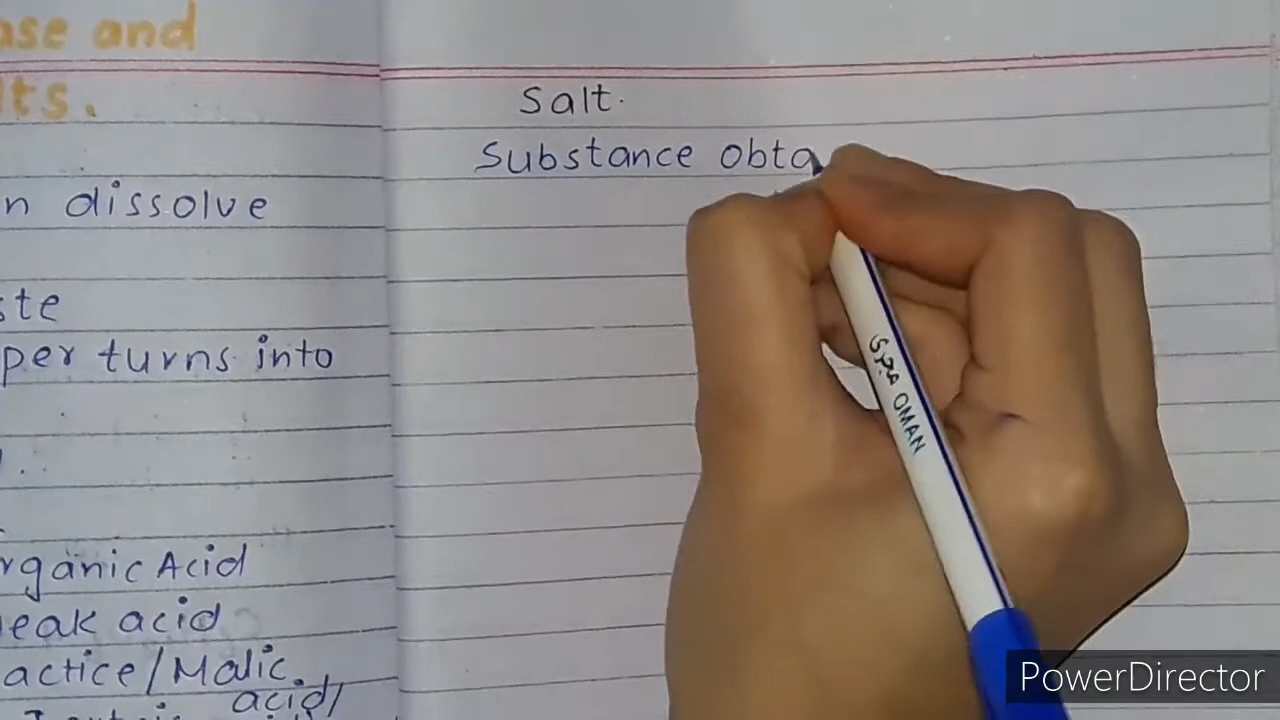 ase and
lts.
n dissolve
ste
per turns into
rganic Acid
eak acid
actice/Malic
acid/
Salt.
Substance obta
OMAN
PowerDirector